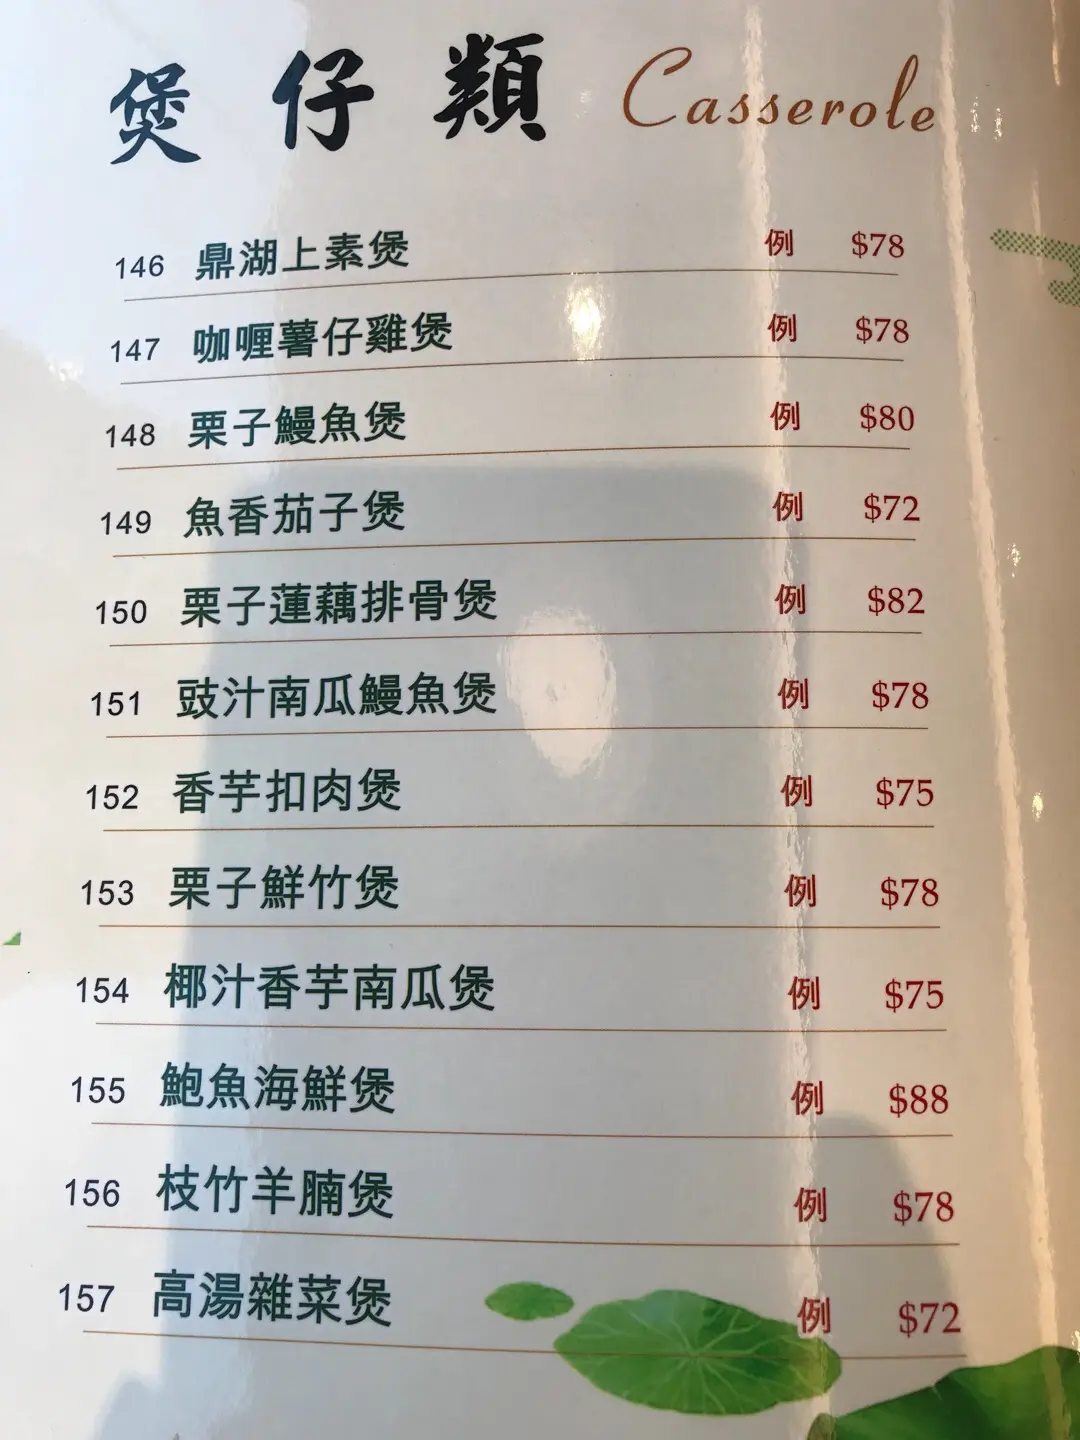 煲仔類 Casserole
146 鼎湖上素煲 例 $78
147 咖喱薯仔雞煲 例 $78
148 栗子鰻魚煲 例 $80
149 魚香茄子煲 例 $72
150 栗子蓮藕排骨煲 例 $82
151 豉汁南瓜鰻魚煲 例 $78
152 香芋扣肉煲 例 $75
153 栗子鮮竹煲 例 $78
154 椰汁香芋南瓜煲 例 $75
155 鮑魚海鮮煲 例 $88
156 枝竹羊腩煲 例 $78
157 高湯雜菜煲 例 $72